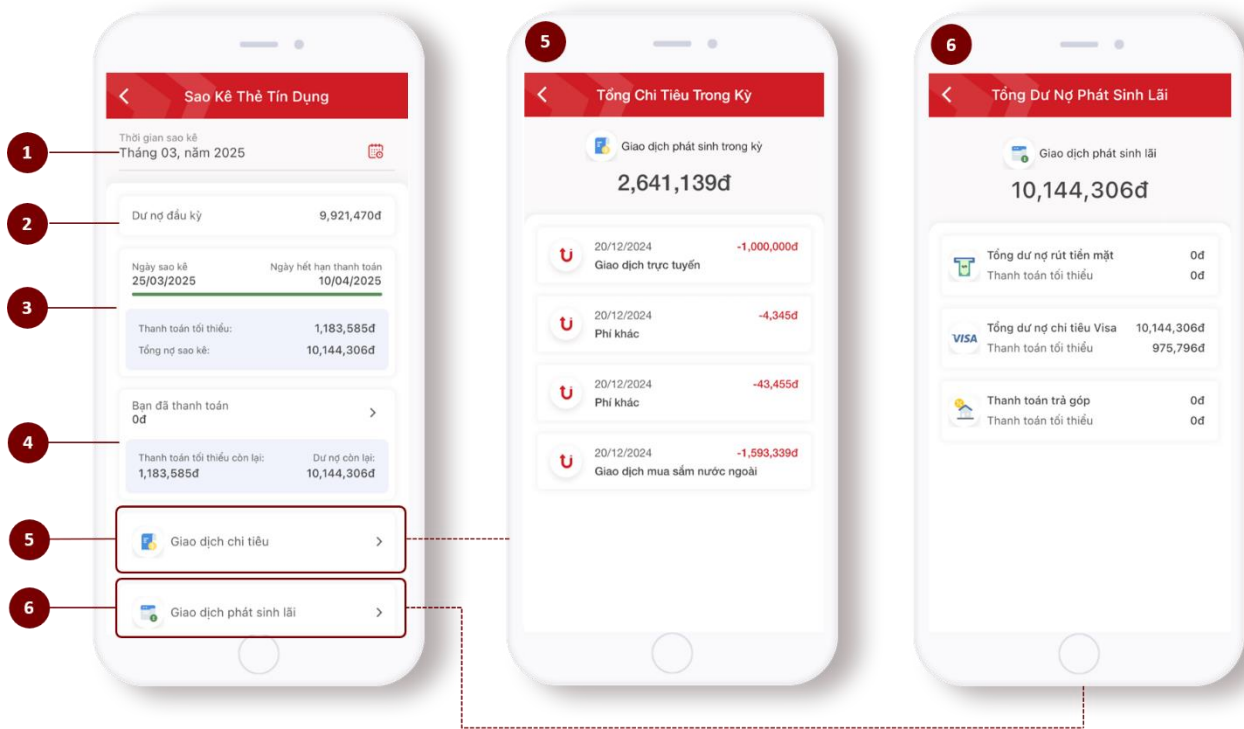 Sao Kê Thẻ Tín Dụng
1
Thời gian sao kê
Tháng 03, năm 2025
2
Dư nợ đầu kỳ 9,921,470đ
3
Ngày sao kê Ngày hết hạn thanh toán
25/03/2025 10/04/2025
Thanh toán tối thiểu: 1,183,585đ
Tổng nợ sao kê: 10,144,306đ
4
Bạn đã thanh toán
0đ
Thanh toán tối thiểu còn lại: Dư nợ còn lại:
1,183,585đ 10,144,306đ
5
Giao dịch chi tiêu
6
Giao dịch phát sinh lãi
5
Tổng Chi Tiêu Trong Kỳ
Giao dịch phát sinh trong kỳ
2,641,139đ
20/12/2024 -1,000,000đ
Giao dịch trực tuyến
20/12/2024 -4,345đ
Phí khác
20/12/2024 -43,455đ
Phí khác
20/12/2024 -1,593,339đ
Giao dịch mua sắm nước ngoài
6
Tổng Dư Nợ Phát Sinh Lãi
Giao dịch phát sinh lãi
10,144,306đ
Tổng dư nợ rút tiền mặt 0đ
Thanh toán tối thiểu 0đ
VISA
Tổng dư nợ chi tiêu Visa 10,144,306đ
Thanh toán tối thiểu 975,796đ
Thanh toán trả góp 0đ
Thanh toán tối thiểu 0đ